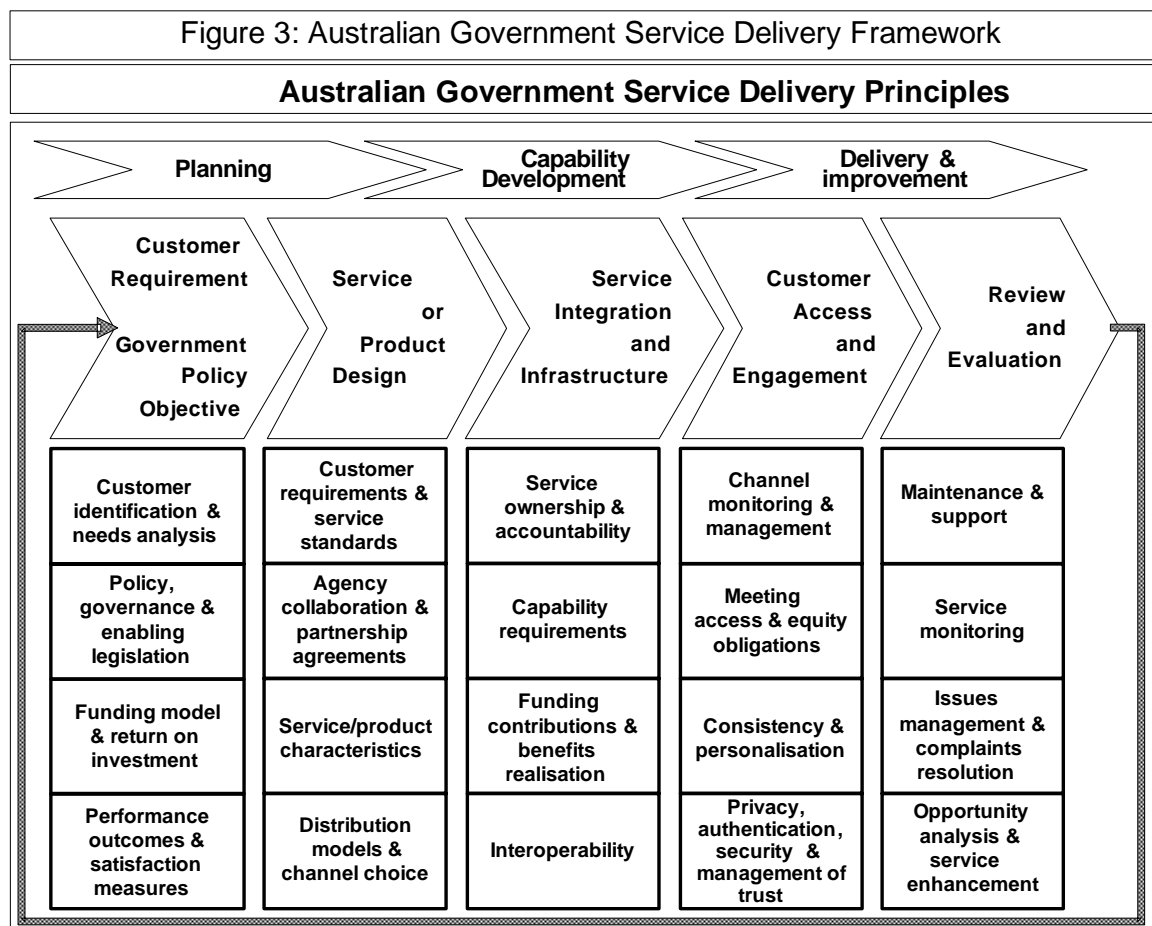 Figure 3: Australian Government Service Delivery Framework
Australian Government Service Delivery Principles
Planning
Capability
Development
Delivery &
improvement
Customer
Requirement
Government
Policy
Objective
Service
or
Product
Design
Service
Integration
and
Infrastructure
Customer
Access
and
Engagement
Review
and
Evaluation
Customer
identification &
needs analysis
Customer
requirements &
service
standards
Service
ownership &
accountability
Channel
monitoring &
management
Maintenance &
support
Policy,
governance &
enabling
legislation
Agency
collaboration &
partnership
agreements
Capability
requirements
Meeting
access & equity
obligations
Service
monitoring
Funding model
& return on
investment
Service/product
characteristics
Funding
contributions &
benefits
realisation
Consistency &
personalisation
Issues
management &
complaints
resolution
Performance
outcomes &
satisfaction
measures
Distribution
models &
channel choice
Interoperability
Privacy,
authentication,
security &
management of
trust
Opportunity
analysis &
service
enhancement